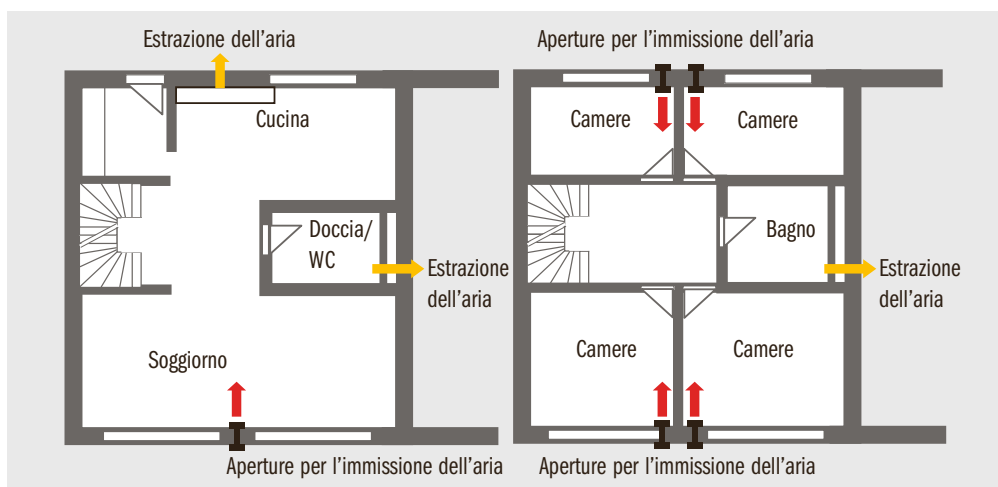 Estrazione dell'aria
Cucina
Doccia/
WC
Estrazione
dell'aria
Soggiorno
Aperture per l'immissione dell'aria
Aperture per l'immissione dell'aria
Camere
Camere
Bagno
Estrazione
dell'aria
Camere
Camere
Aperture per l'immissione dell'aria